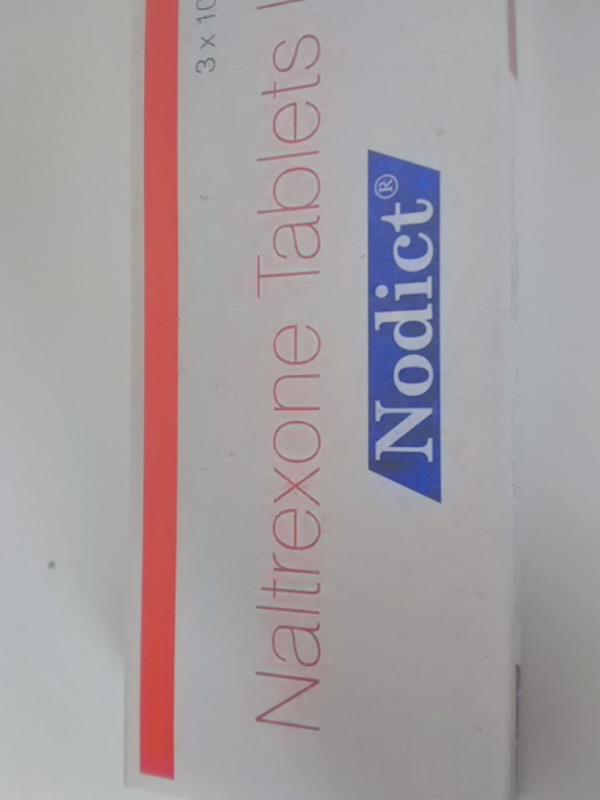 3 x 10
Naltrexone Tablets
Nodict®